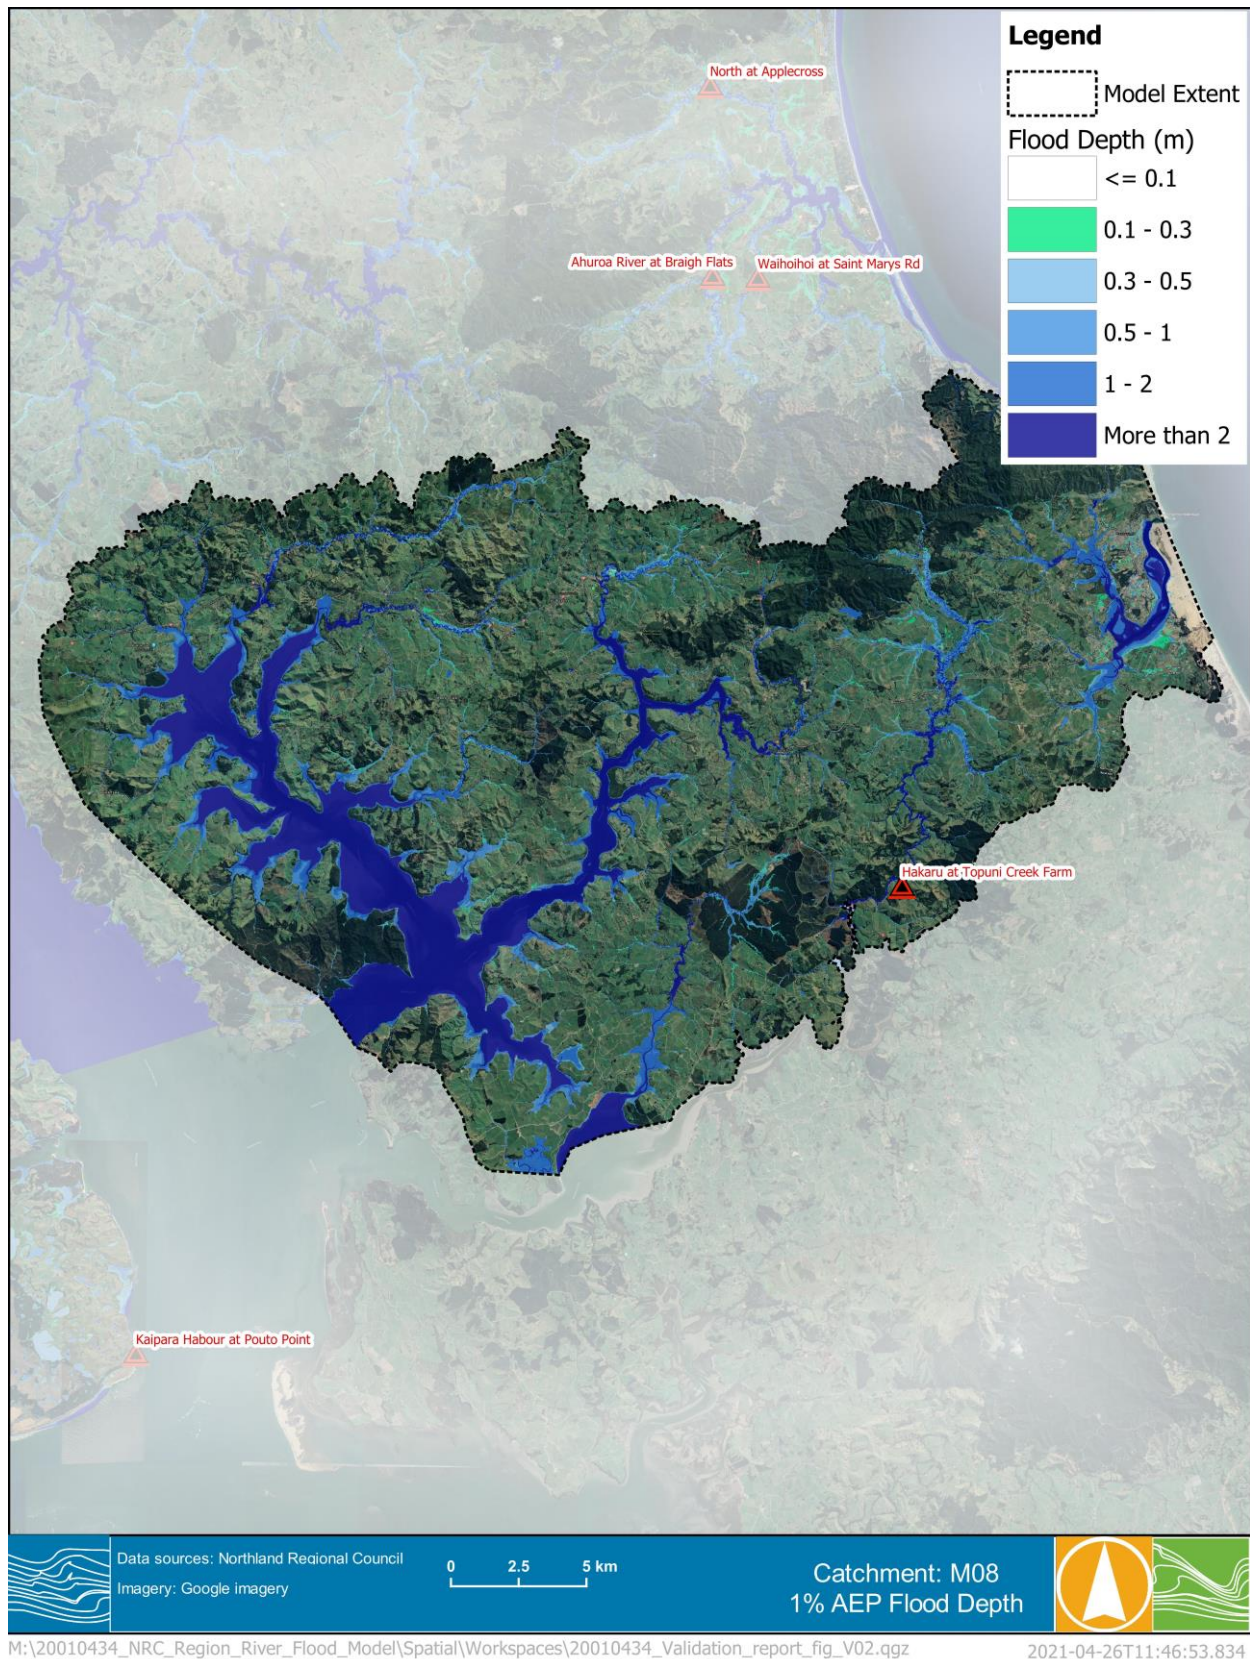 Legend
Model Extent
Flood Depth (m)
<= 0.1
0.1 - 0.3
0.3 - 0.5
0.5 - 1
1 - 2
More than 2
North at Applecross
Ahuroa River at Braigh Flats
Waihoihoi at Saint Marys Rd
Hakaru at Topuni Creek Farm
Kaipara Habour at Pouto Point
Data sources: Northland Regional Council
Imagery: Google imagery
0 2.5 5 km
Catchment: M08
1% AEP Flood Depth
M:\20010434_NRC_Region_River_Flood_Model\Spatial\Workspaces\20010434_Validation_report_fig_V02.qgz
2021-04-26T11:46:53.834